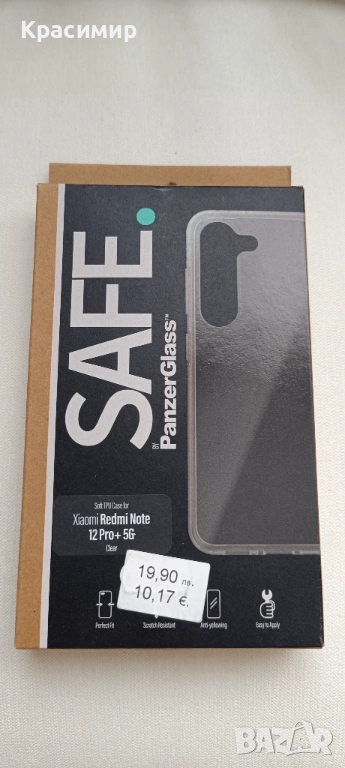 Красимир
SAFE.
BY PanzerGlass™
Soft TPU Case for
Xiaomi Redmi Note
12 Pro+ 5G
Clear
19,90 лв.
10,17 €.
Perfect Fit
Scratch Resistant
Anti-yellowing
Easy to Apply
BAZAR